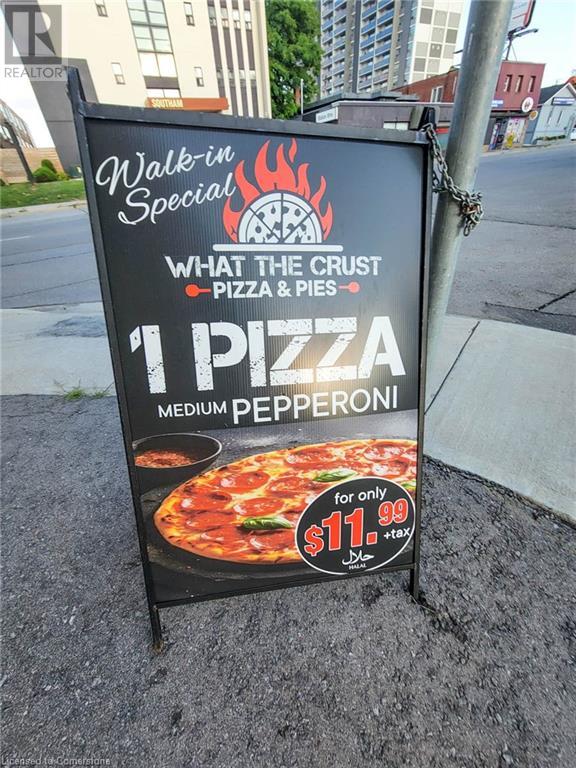 REALTOR
SOUTHAM
Walk-in
Special
WHAT THE CRUST
PIZZA & PIES
1 PIZZA
MEDIUM PEPPERONI
for only
$11.99
+tax
حلال
HALAL
Licensed to Cornerstone